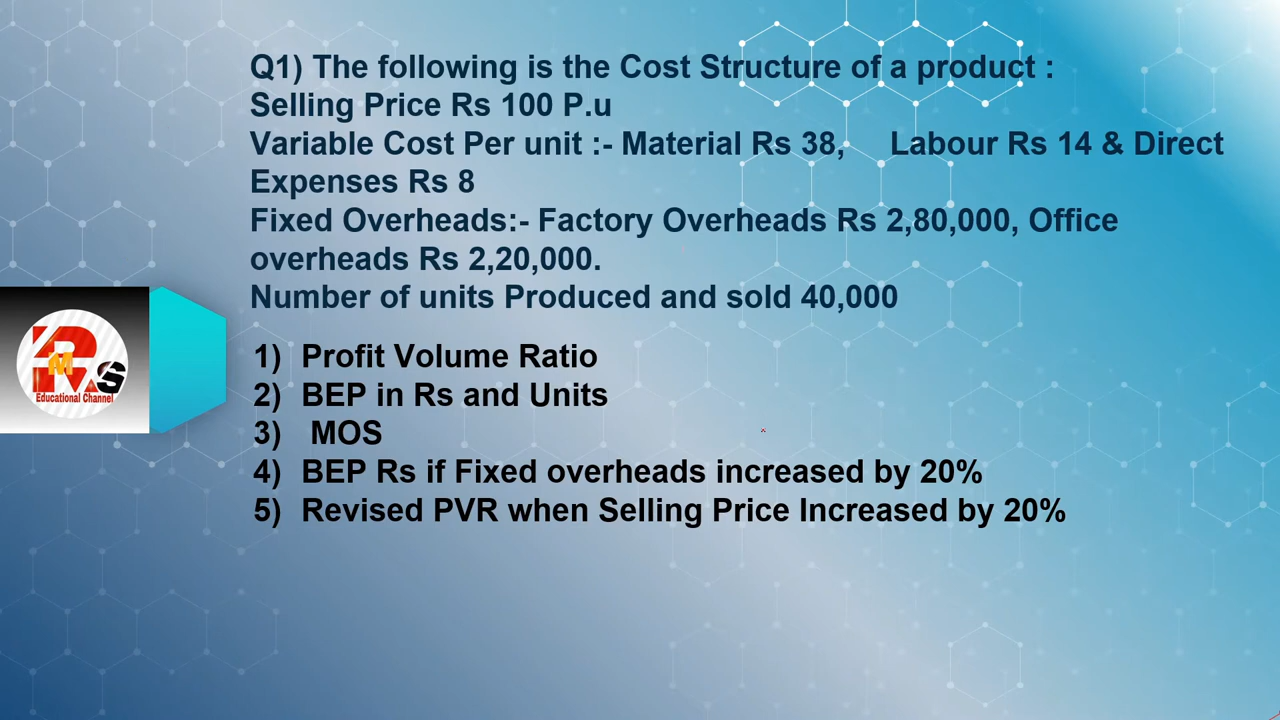 Q1) The following is the Cost Structure of a product :
Selling Price Rs 100 P.u
Variable Cost Per unit :- Material Rs 38, Labour Rs 14 & Direct
Expenses Rs 8
Fixed Overheads:- Factory Overheads Rs 2,80,000, Office
overheads Rs 2,20,000.
Number of units Produced and sold 40,000
1) Profit Volume Ratio
2) BEP in Rs and Units
3) MOS
4) BEP Rs if Fixed overheads increased by 20%
5) Revised PVR when Selling Price Increased by 20%
Educational Channel